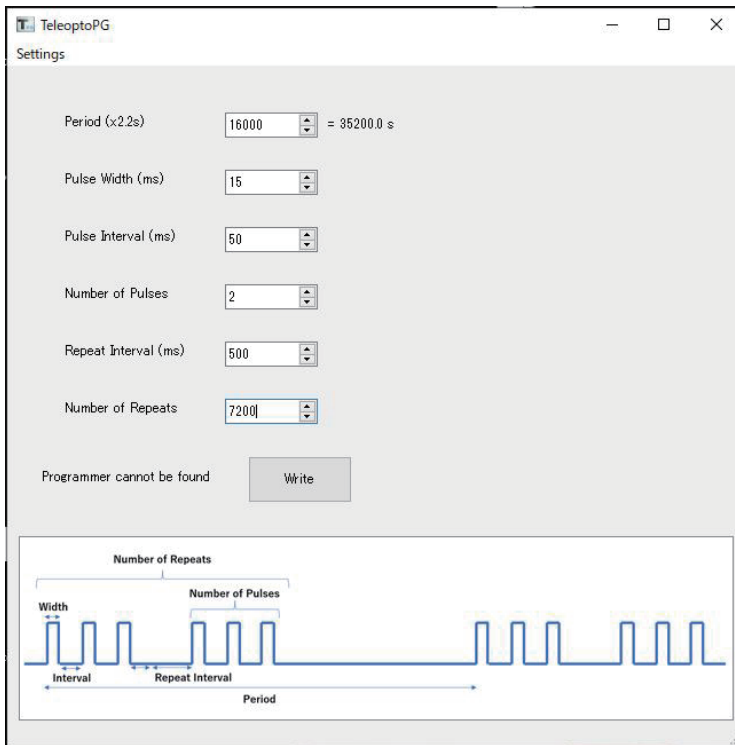 TeleoptoPG
Settings
Period (x2.2s) 16000 = 35200.0 s
Pulse Width (ms) 15
Pulse Interval (ms) 50
Number of Pulses 2
Repeat Interval (ms) 500
Number of Repeats 7200
Programmer cannot be found Write
Number of Repeats
Number of Pulses
Width
Interval Repeat Interval
Period